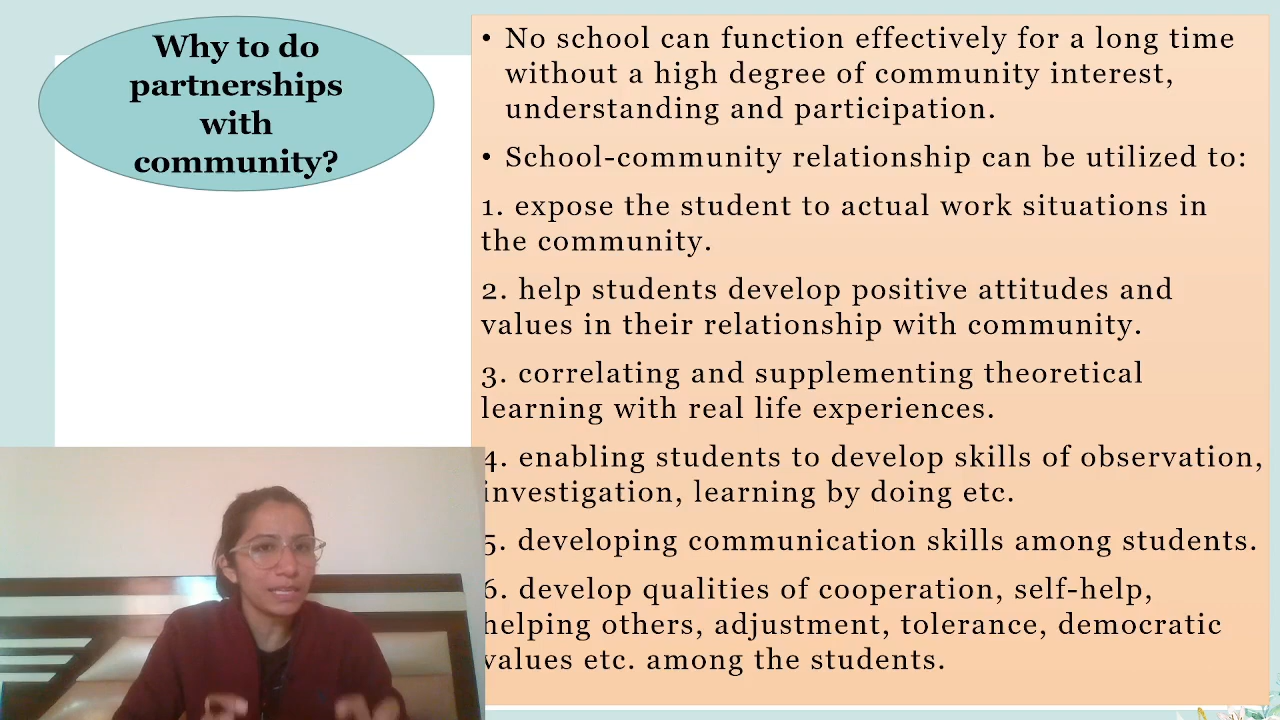 Why to do
partnerships
with
community?
• No school can function effectively for a long time
without a high degree of community interest,
understanding and participation.
• School-community relationship can be utilized to:
1. expose the student to actual work situations in
the community.
2. help students develop positive attitudes and
values in their relationship with community.
3. correlating and supplementing theoretical
learning with real life experiences.
4. enabling students to develop skills of observation,
investigation, learning by doing etc.
5. developing communication skills among students.
6. develop qualities of cooperation, self-help,
helping others, adjustment, tolerance, democratic
values etc. among the students.